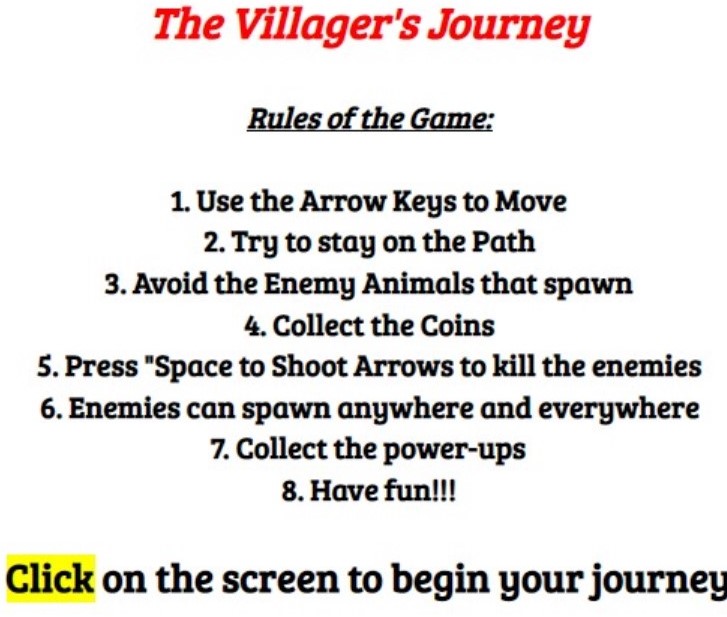 The Villager's Journey
Rules of the Game:
1. Use the Arrow Keys to Move
2. Try to stay on the Path
3. Avoid the Enemy Animals that spawn
4. Collect the Coins
5. Press "Space to Shoot Arrows to kill the enemies
6. Enemies can spawn anywhere and everywhere
7. Collect the power-ups
8. Have fun!!!
Click on the screen to begin your journey